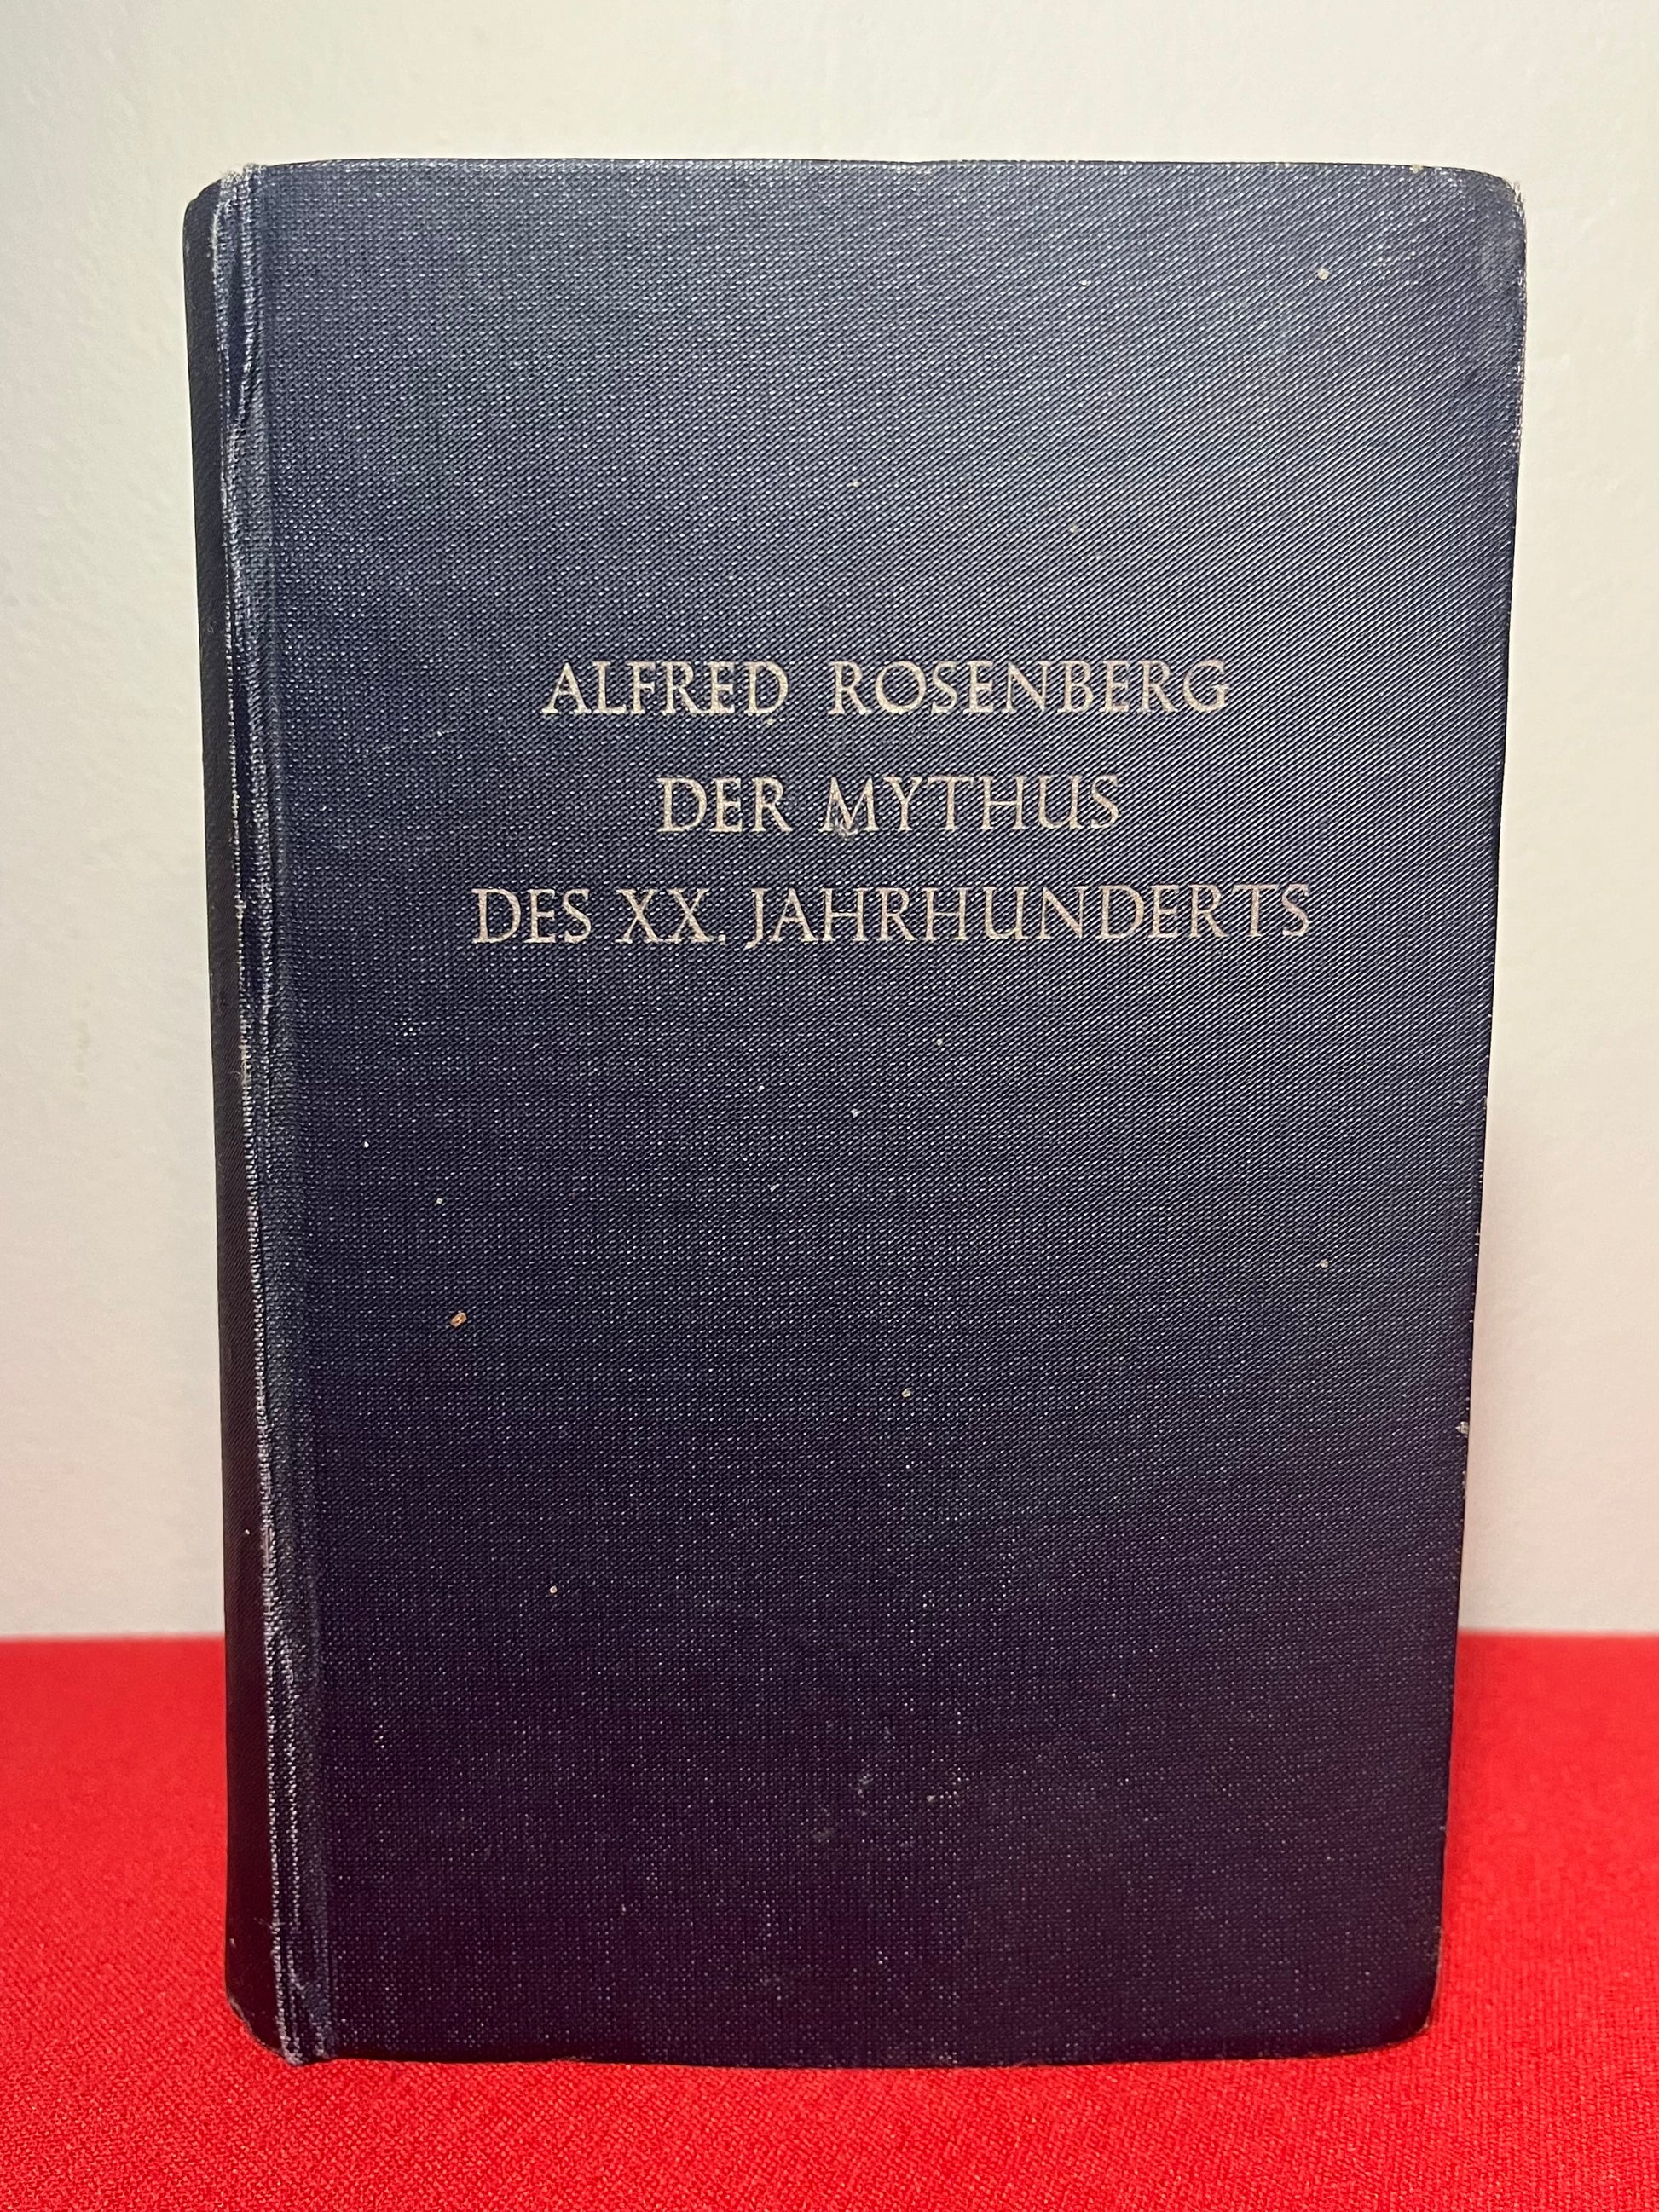 ALFRED ROSENBERG
DER MYTHUS
DES XX. JAHRHUNDERTS